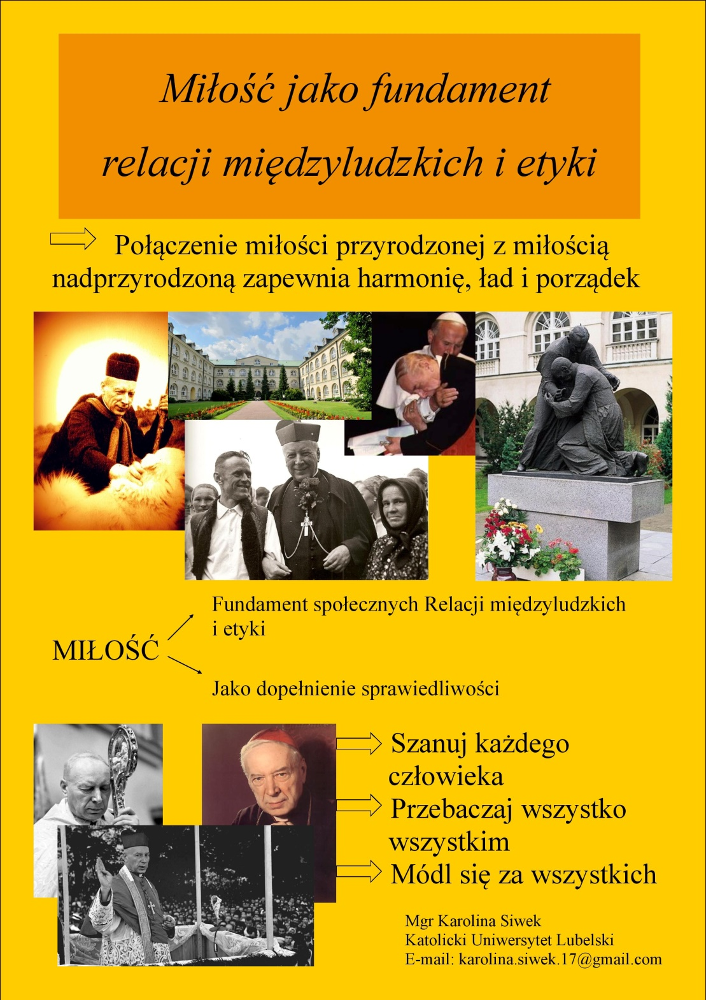 Miłość jako fundament
relacji międzyludzkich i etyki
Połączenie miłości przyrodzonej z miłością
nadprzyrodzoną zapewnia harmonię, ład i porządek
Fundament społecznych Relacji międzyludzkich
i etyki
MIŁOŚĆ
Jako dopełnienie sprawiedliwości
Szanuj każdego
człowieka
Przebaczaj wszystko
wszystkim
Módl się za wszystkich
Mgr Karolina Siwek
Katolicki Uniwersytet Lubelski
E-mail: karolina.siwek.17@gmail.com